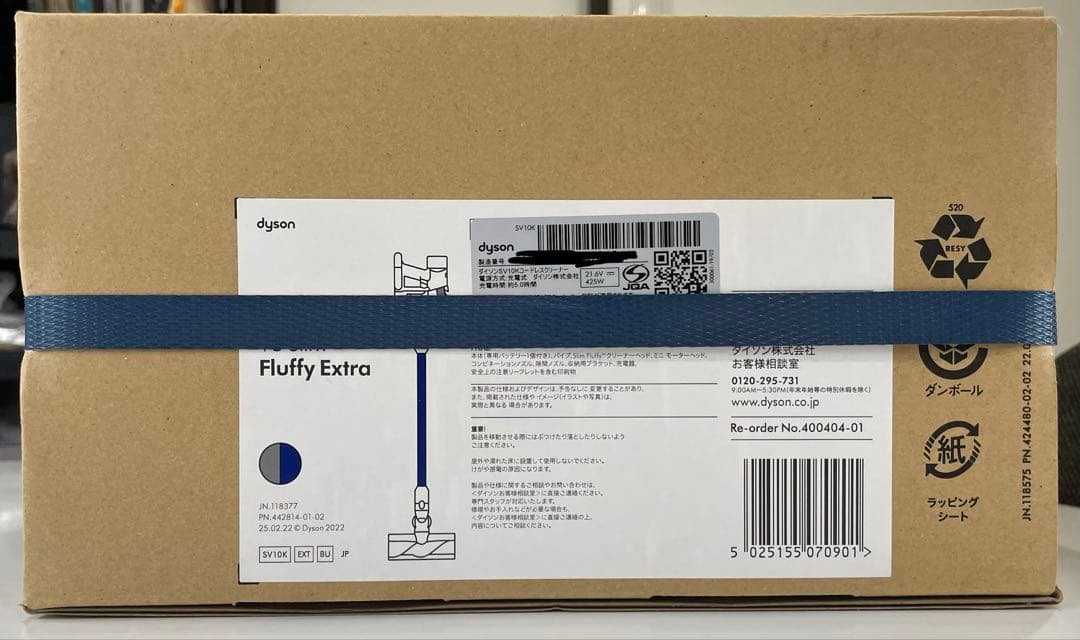 dyson
Fluffy Extra
JN.118377
PN.442814-01-02
25.02.22 © Dyson 2022
SV10K EXT BU JP
SV10K
dyson
製造番号
ダイソンSV10Kコードレスクリーナー
電源方式 充電式 ダイソン株式会社
充電時間 約5.0時間
21.6V
425W
JQA
本体(専用バッテリー1個付き)、パイプ、Slim Fluffy™クリーナーヘッド、ミニ モーターヘッド、
コンビネーションノズル、隙間ノズル、収納用ブラケット、充電器、
安全上の注意リーフレットを含む印刷物
本製品の仕様およびデザインは、予告なしに変更することがあり、
また、掲載された仕様やイメージ(イラストや写真)は、
実際と異なる場合があります。
重要:
製品を移動させる際にはぶつけたり落としたりしないよう
ご注意ください。
屋外や濡れた床に設置して使用しないでください。
けがや感電の原因になります。
製品や仕様に関するご相談やお問い合わせは、
<ダイソンお客様相談室>に直接ご連絡ください。
専門スタッフが対応いたします。
修理やお手入れなどが必要な場合も、
<ダイソンお客様相談室>に直接ご連絡の上、
内容についてご相談ください。
ダイソン株式会社
お客様相談室
0120-295-731
9:00AM～5:30PM(年末年始等の特別休暇を除く)
www.dyson.co.jp
Re-order No.400404-01
5 025155 070901 >
520
RESY
ダンボール
紙
ラッピング
シート
JN.118575 PN.424480-02-02 22.0